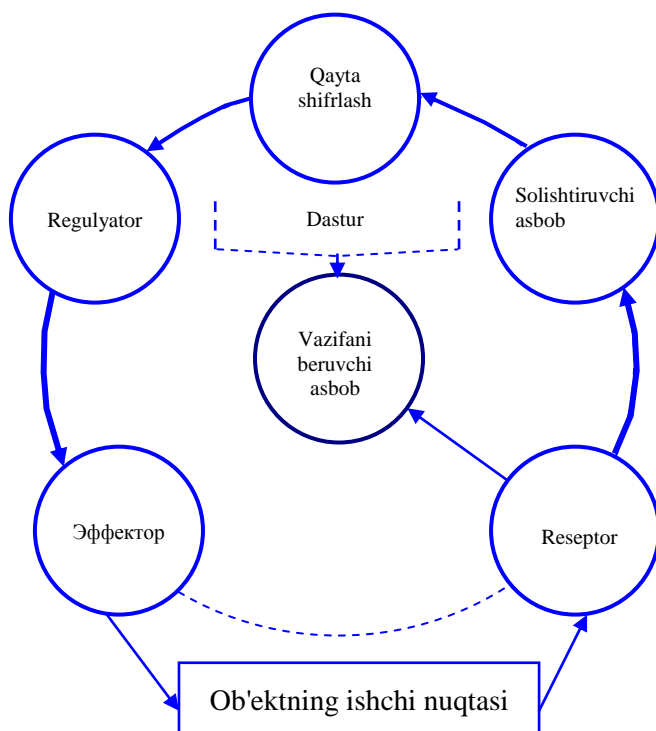 Qayta
shifrlash
Regulyator
Dastur
Solishtiruvchi
asbob
Vazifani
beruvchi
asbob
Эффектор
Reseptor
Ob'ektning ishchi nuqtasi